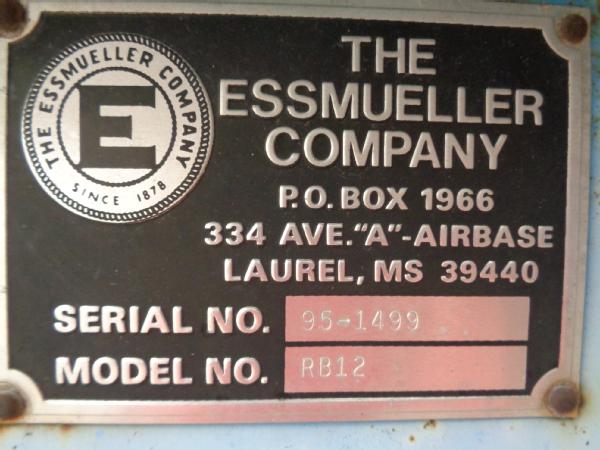 THE ESSMUELLER COMPANY
E
SINCE 1878
THE
ESSMUELLER
COMPANY
P.O. BOX 1966
334 AVE. "A"-AIRBASE
LAUREL, MS 39440
SERIAL NO. 95-1499
MODEL NO. RB12